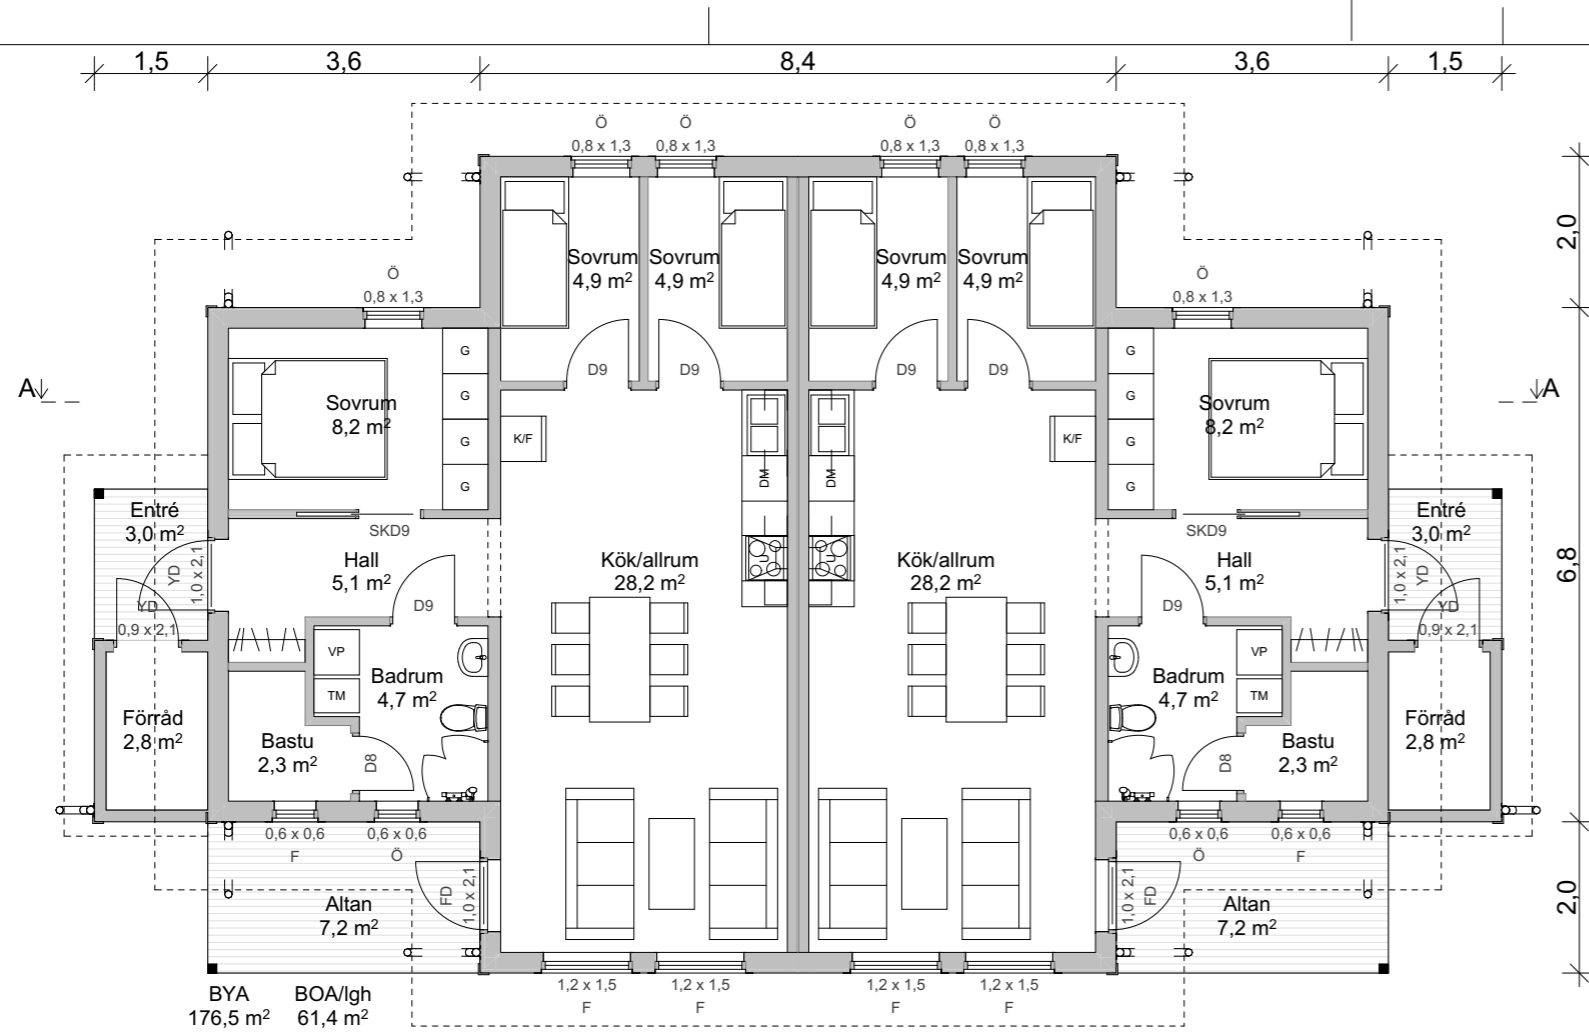 1,5 3,6 8,4 3,6 1,5
Ö Ö Ö Ö
0,8 x 1,3 0,8 x 1,3 0,8 x 1,3 0,8 x 1,3
2,0
Sovrum Sovrum Sovrum Sovrum
4,9 m² 4,9 m² 4,9 m² 4,9 m²
Ö Ö
0,8 x 1,3 0,8 x 1,3
G G
D9 D9 D9 D9
A A
G G
Sovrum Sovrum
8,2 m² 8,2 m²
G K/F K/F G
DM DM
G G
Entré Entré
3,0 m² 3,0 m²
SKD9 SKD9
Hall Kök/allrum Kök/allrum Hall
5,1 m² 28,2 m² 28,2 m² 5,1 m²
U U
6,8
YD 1,0 x 2,1 1,0 x 2,1 YD
YD D9 D9 YD
0,9 x 2,1 0,9 x 2,1
VP VP
Badrum Badrum
4,7 m² 4,7 m²
TM TM
Förråd Förråd
2,8 m² 2,8 m²
Bastu Bastu
2,3 m² 2,3 m²
D8 D8
0,6 x 0,6 0,6 x 0,6 0,6 x 0,6 0,6 x 0,6
F Ö Ö F
FD 1,0 x 2,1 1,0 x 2,1 FD
2,0
Altan Altan
7,2 m² 7,2 m²
1,2 x 1,5 1,2 x 1,5 1,2 x 1,5 1,2 x 1,5
F F F F
BYA BOA/lgh
176,5 m² 61,4 m²